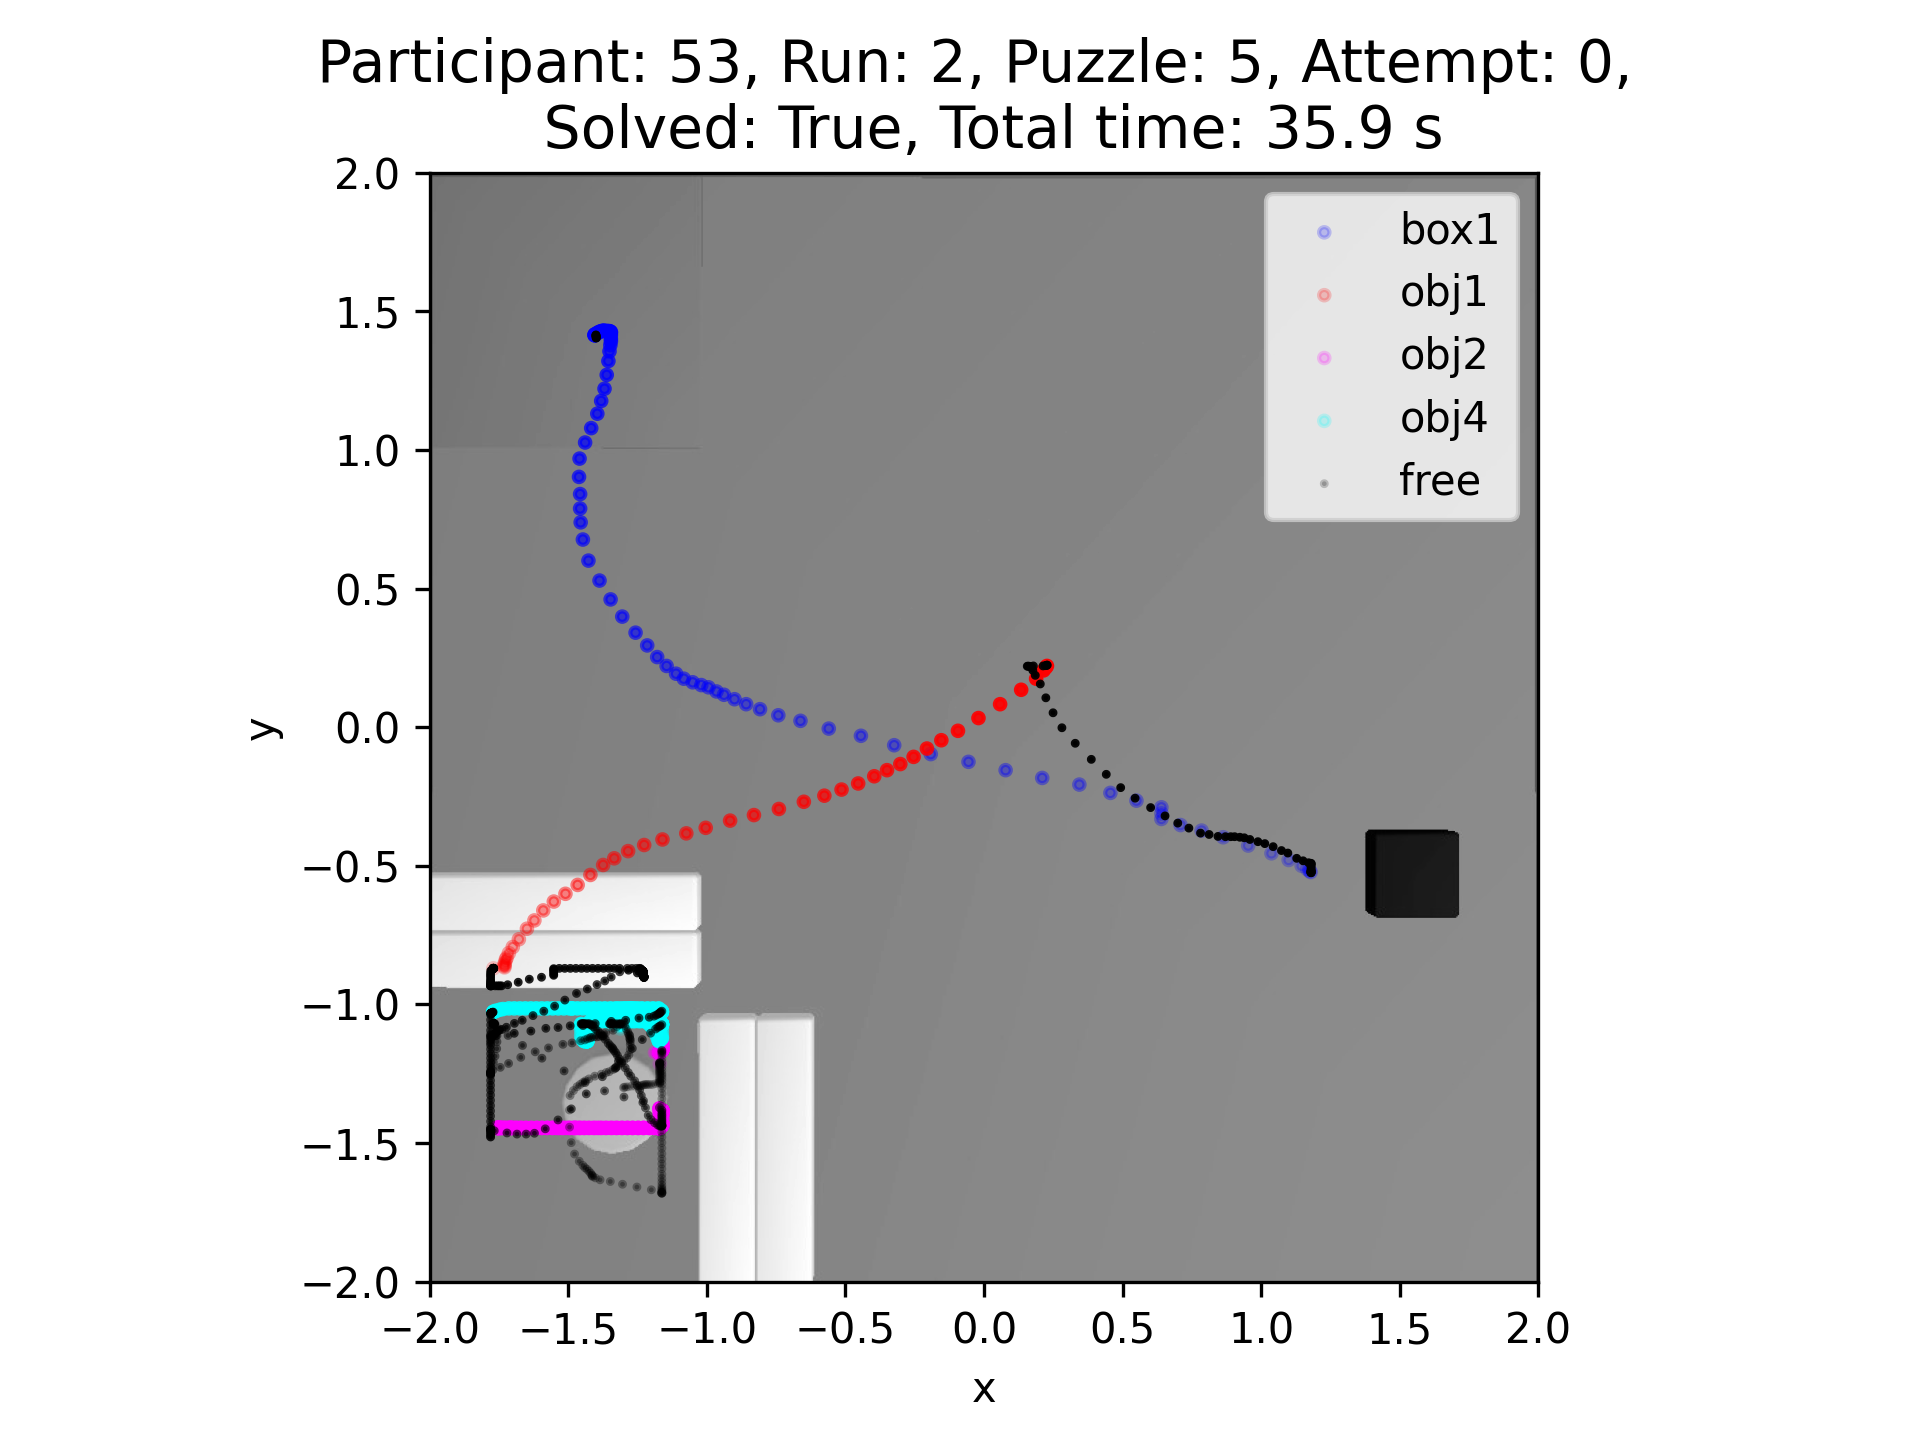 Participant: 53, Run: 2, Puzzle: 5, Attempt: 0,
Solved: True, Total time: 35.9 s
2.0
1.5
1.0
0.5
0.0
−0.5
−1.0
−1.5
−2.0
y
box1
obj1
obj2
obj4
free
−2.0 −1.5 −1.0 −0.5 0.0 0.5 1.0 1.5 2.0
x